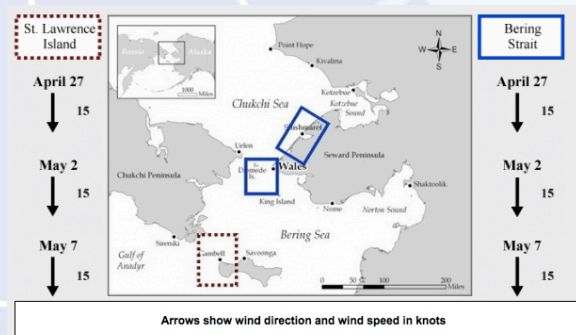 St. Lawrence
Island
April 27
15
May 2
15
May 7
15
Russia
Alaska
1000 Miles
N
W
E
S
Point Hope
Kivalina
Chukchi Sea
Kotzebue
Kotzebue
Sound
Shishmaref
Uelen
Seward Peninsula
Diomede
Is.
Wales
Chukchi Peninsula
Shaktoolik
King Island
Nome
Norton Sound
Bering Sea
Sireniki
Gambell
Savoonga
Gulf of
Anadyr
0
50
100
200
Miles
Bering
Strait
April 27
15
May 2
15
May 7
15
Arrows show wind direction and wind speed in knots